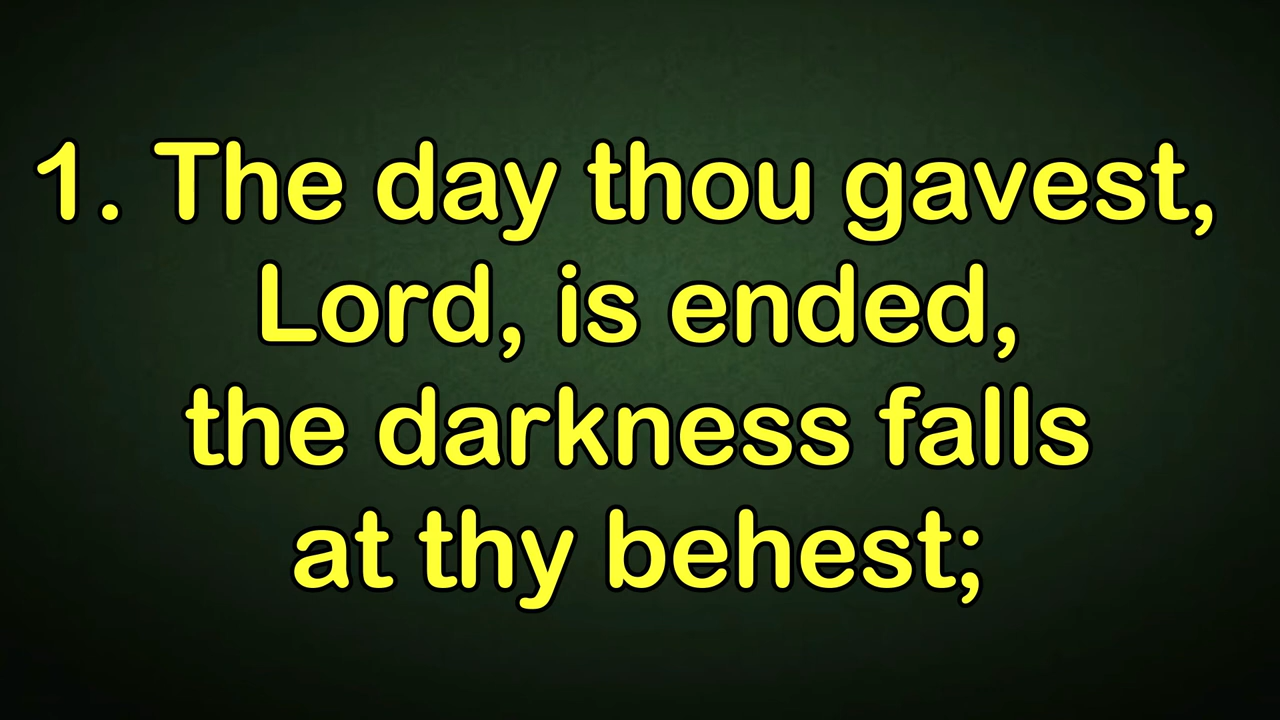 1. The day thou gavest,
Lord, is ended,
the darkness falls
at thy behest;